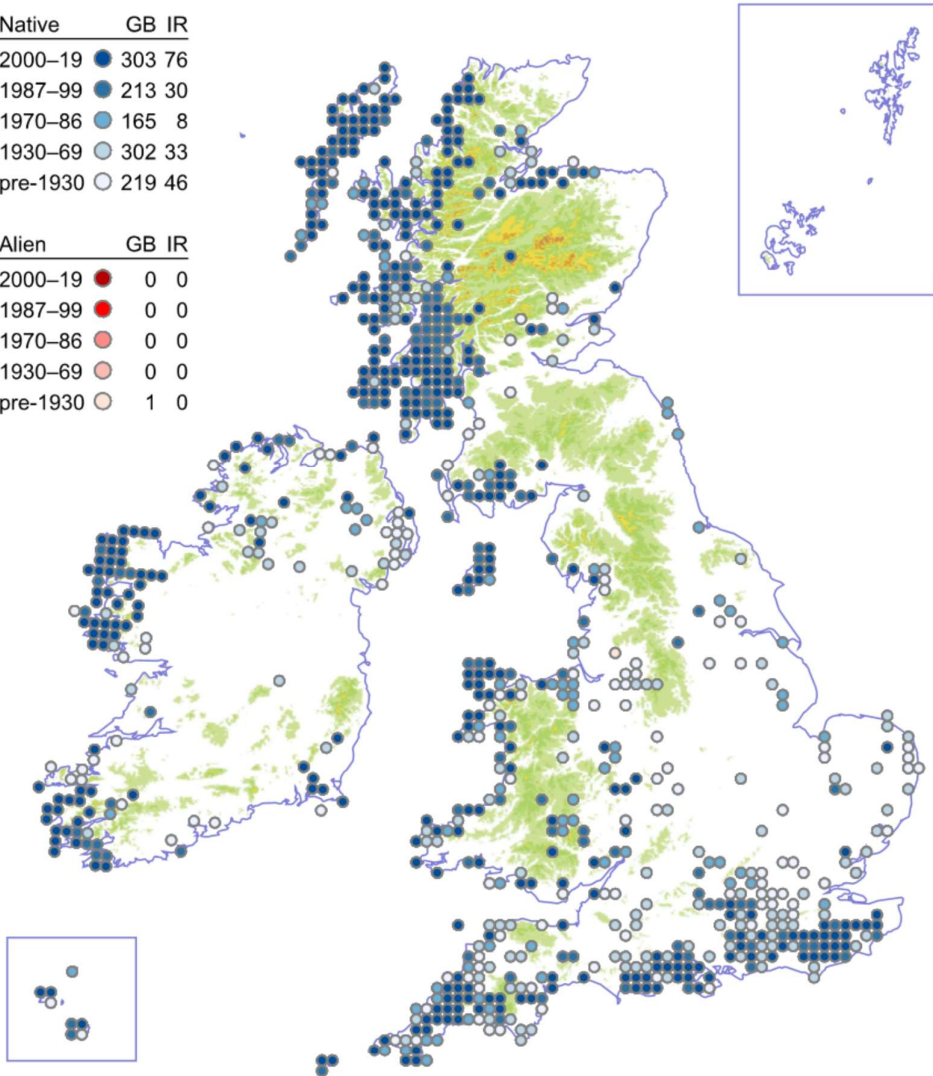 Native GB IR
2000–19 303 76
1987–99 213 30
1970–86 165 8
1930–69 302 33
pre-1930 219 46
Alien GB IR
2000–19 0 0
1987–99 0 0
1970–86 0 0
1930–69 0 0
pre-1930 1 0